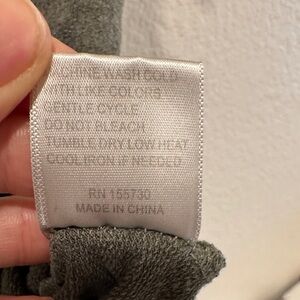 MACHINE WASH COLD
WITH LIKE COLORS
GENTLE CYCLE
DO NOT BLEACH
TUMBLE DRY LOW HEAT
COOL IRON IF NEEDED
RN 155730
MADE IN CHINA